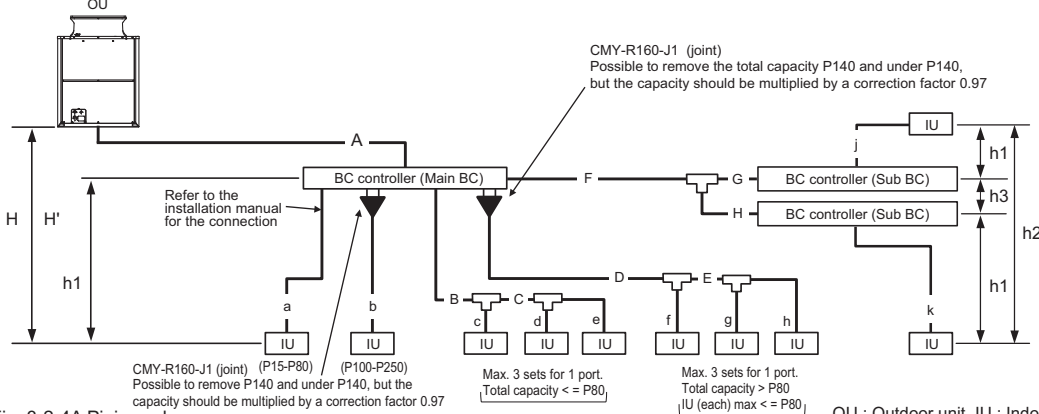 OU
CMY-R160-J1 (joint)
Possible to remove the total capacity P140 and under P140,
but the capacity should be multiplied by a correction factor 0.97
A
IU
j
h1
BC controller (Main BC)
F
G
BC controller (Sub BC)
Refer to the
installation manual
for the connection
h3
H
BC controller (Sub BC)
H
H'
h2
h1
D
E
h1
B
C
a
b
c
d
e
f
g
h
k
IU
IU
IU
IU
IU
IU
IU
IU
IU
(P15-P80)
(P100-P250)
CMY-R160-J1 (joint)
Possible to remove P140 and under P140, but the
capacity should be multiplied by a correction factor 0.97
Max. 3 sets for 1 port.
Total capacity < = P80
Max. 3 sets for 1 port.
Total capacity > P80
IU (each) max < = P80
OU : Outdoor unit, IU :